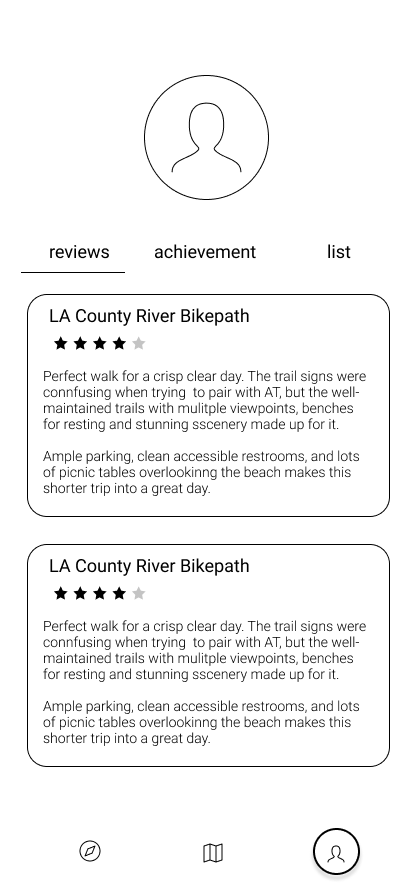 reviews achievement list
LA County River Bikepath
Perfect walk for a crisp clear day. The trail signs were
connfusing when trying  to pair with AT, but the well-
maintained trails with mulitple viewpoints, benches
for resting and stunning sscenery made up for it.
Ample parking, clean accessible restrooms, and lots
of picnic tables overlookinng the beach makes this
shorter trip into a great day.
LA County River Bikepath
Perfect walk for a crisp clear day. The trail signs were
connfusing when trying  to pair with AT, but the well-
maintained trails with mulitple viewpoints, benches
for resting and stunning sscenery made up for it.
Ample parking, clean accessible restrooms, and lots
of picnic tables overlookinng the beach makes this
shorter trip into a great day.